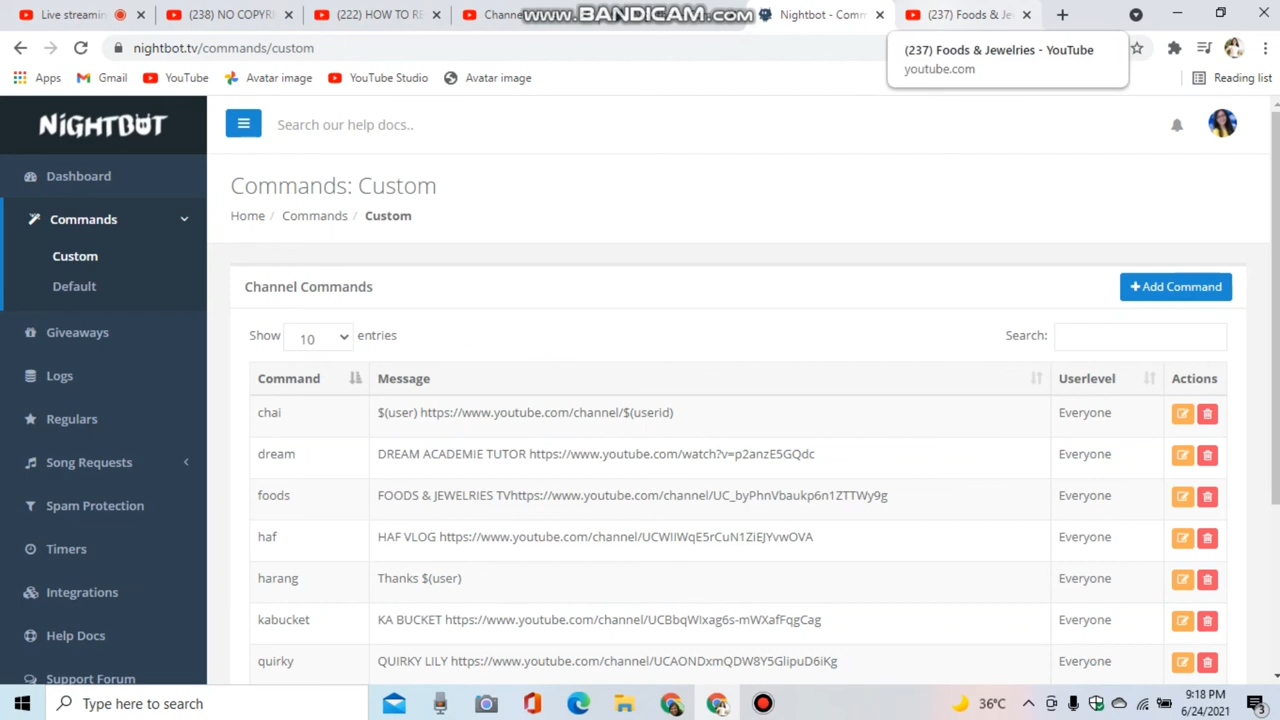 Live streami
(238) NO COPYRI
(222) HOW TO RE
Chann
www.BANDICAM.com
Nightbot - Comm
(237) Foods & Je
nightbot.tv/commands/custom
(237) Foods & Jewelries - YouTube
youtube.com
Apps
Gmail
YouTube
Avatar image
YouTube Studio
Avatar image
Reading list
NIGHTBOT
Search our help docs..
Dashboard
Commands
Custom
Default
Giveaways
Logs
Regulars
Song Requests
Spam Protection
Timers
Integrations
Help Docs
Support Forum
Commands: Custom
Home / Commands / Custom
Channel Commands
+ Add Command
Show 10 entries
Search:
Command Message Userlevel Actions
chai $(user) https://www.youtube.com/channel/$(userid) Everyone
dream DREAM ACADEMIE TUTOR https://www.youtube.com/watch?v=p2anzE5GQdc Everyone
foods FOODS & JEWELRIES TVhttps://www.youtube.com/channel/UC_byPhnVbaukp6n1ZTTWy9g Everyone
haf HAF VLOG https://www.youtube.com/channel/UCWIIWqE5rCuN1ZiEJYvwOVA Everyone
harang Thanks $(user) Everyone
kabucket KA BUCKET https://www.youtube.com/channel/UCBbqWIxag6s-mWXafFqgCag Everyone
quirky QUIRKY LILY https://www.youtube.com/channel/UCAONDxmQDW8Y5GlipuD6iKg Everyone
Type here to search
36°C
9:18 PM
6/24/2021
3